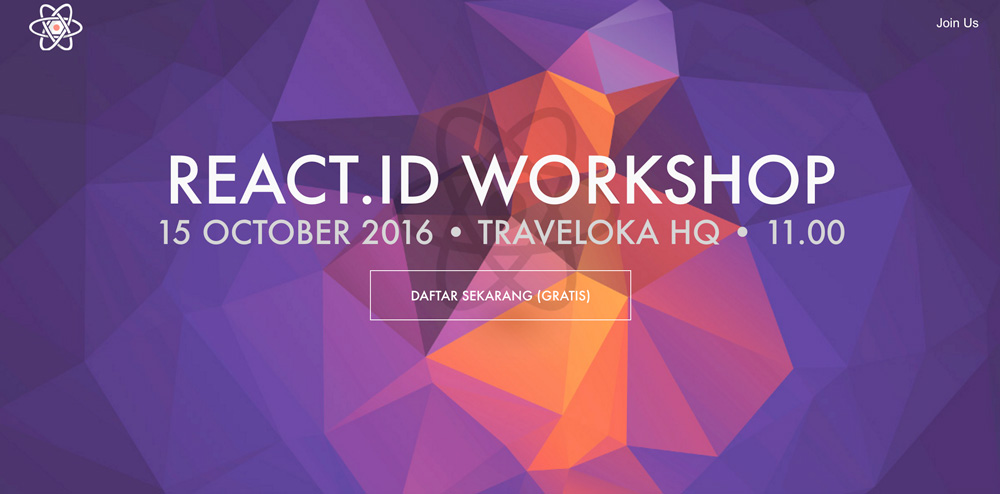 Join Us
REACT.ID WORKSHOP
15 OCTOBER 2016 • TRAVELOKA HQ • 11.00
DAFTAR SEKARANG (GRATIS)